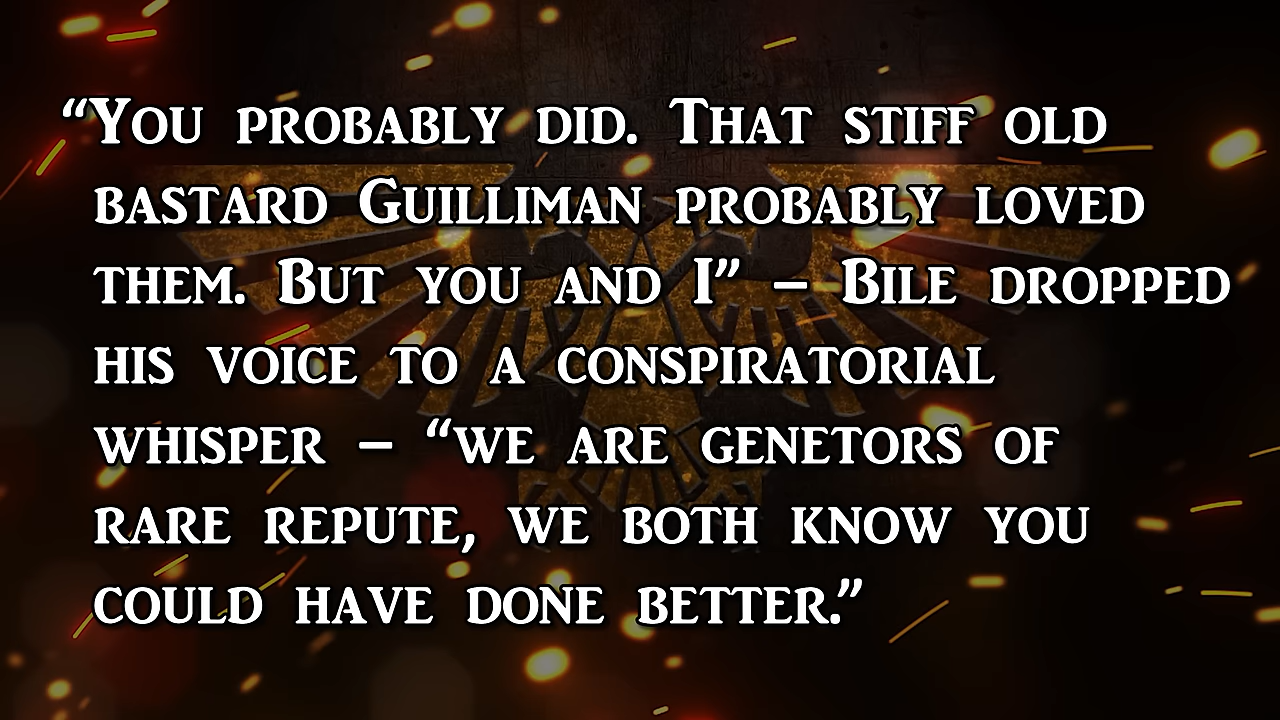 “You probably did. That stiff old
bastard Guilliman probably loved
them. But you and I” – Bile dropped
his voice to a conspiratorial
whisper – “we are genetors of
rare repute, we both know you
could have done better.”